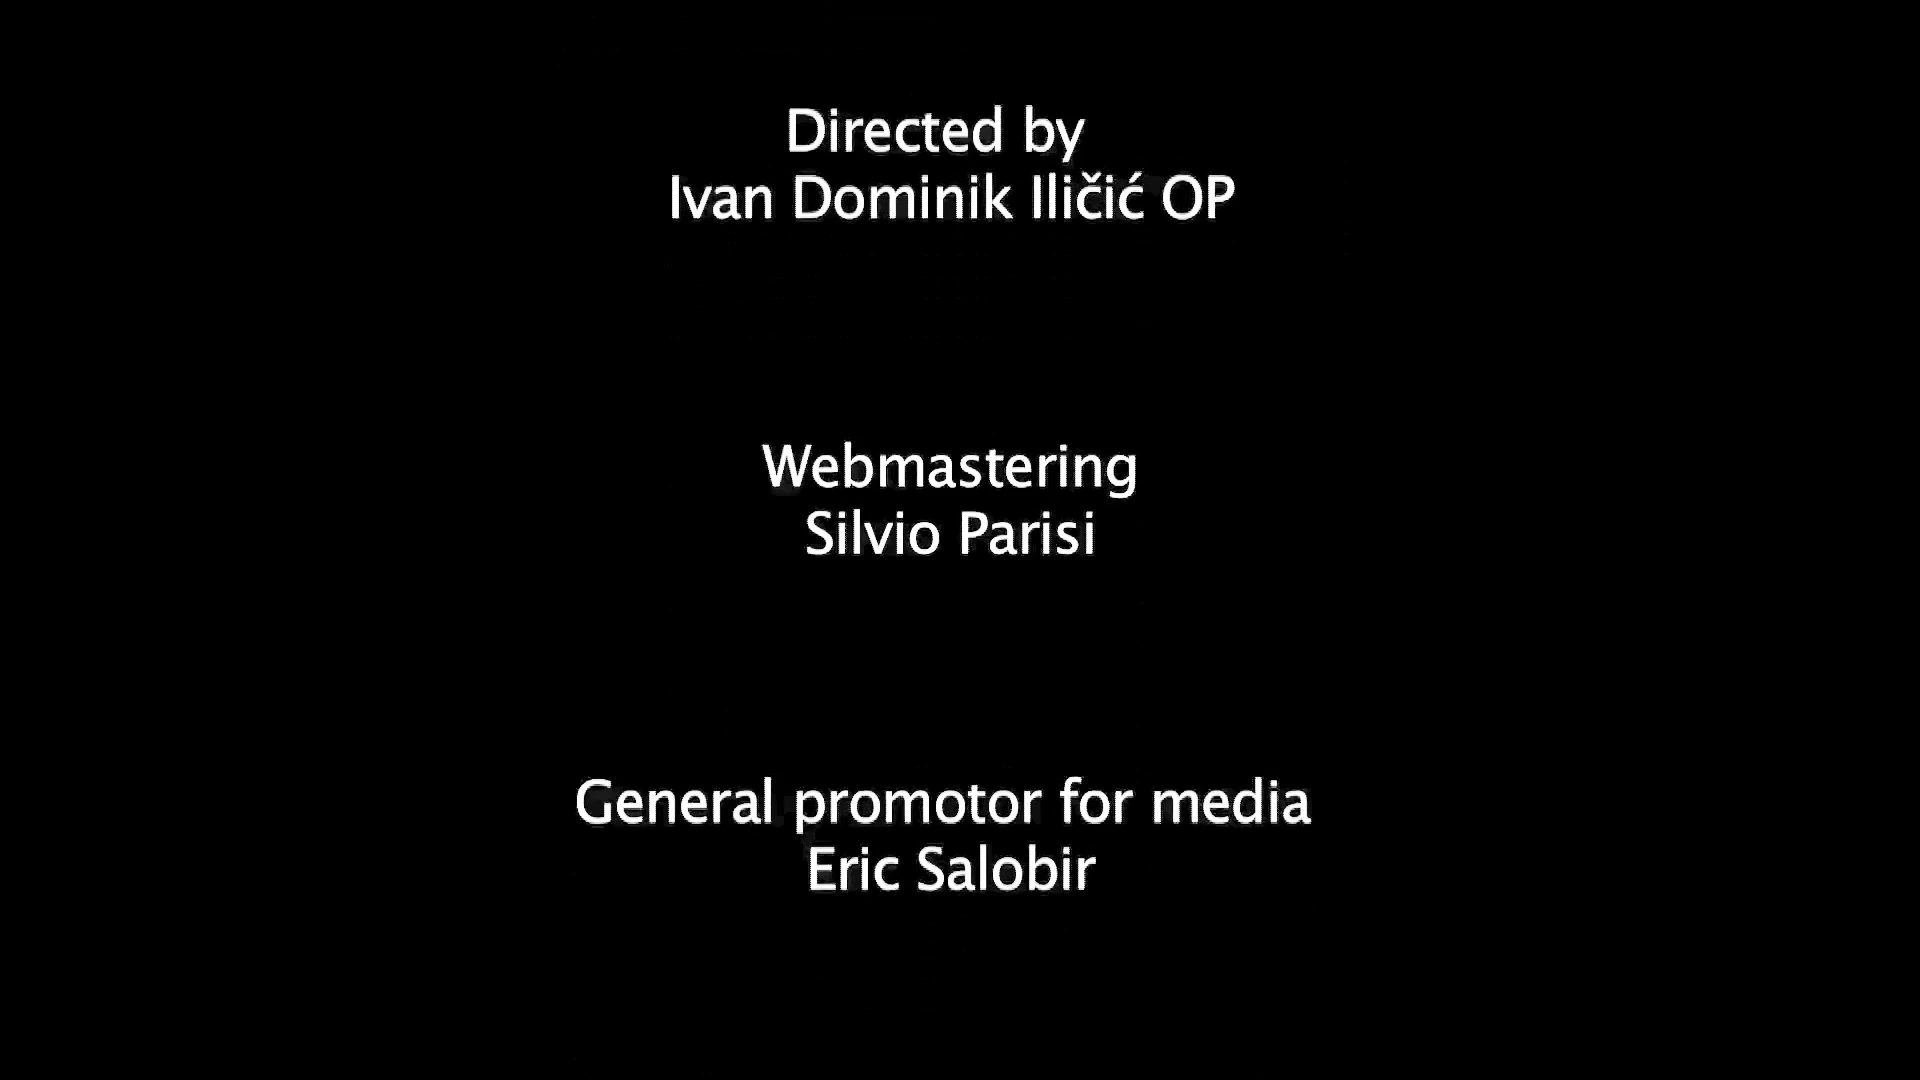 Directed by
Ivan Dominik Iličić OP
Webmastering
Silvio Parisi
General promotor for media
Eric Salobir